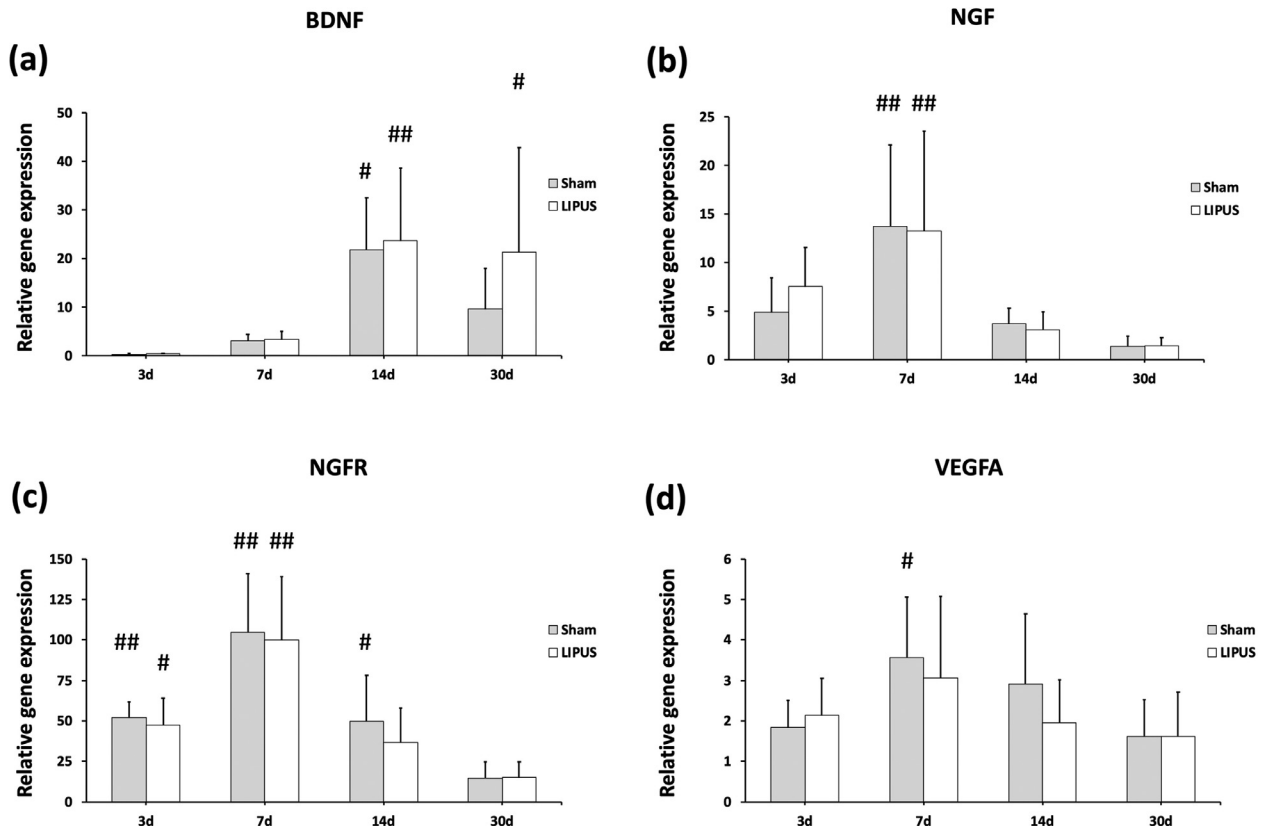 BDNF
(a)
#
##
#
Relative gene expression
50
40
30
20
10
0
3d
7d
14d
30d
Sham
LIPUS
NGF
(b)
## ##
Relative gene expression
25
20
15
10
5
0
3d
7d
14d
30d
Sham
LIPUS
NGFR
(c)
## ##
##
#
#
Relative gene expression
150
125
100
75
50
25
0
3d
7d
14d
30d
Sham
LIPUS
VEGFA
(d)
#
Relative gene expression
6
5
4
3
2
1
0
3d
7d
14d
30d
Sham
LIPUS